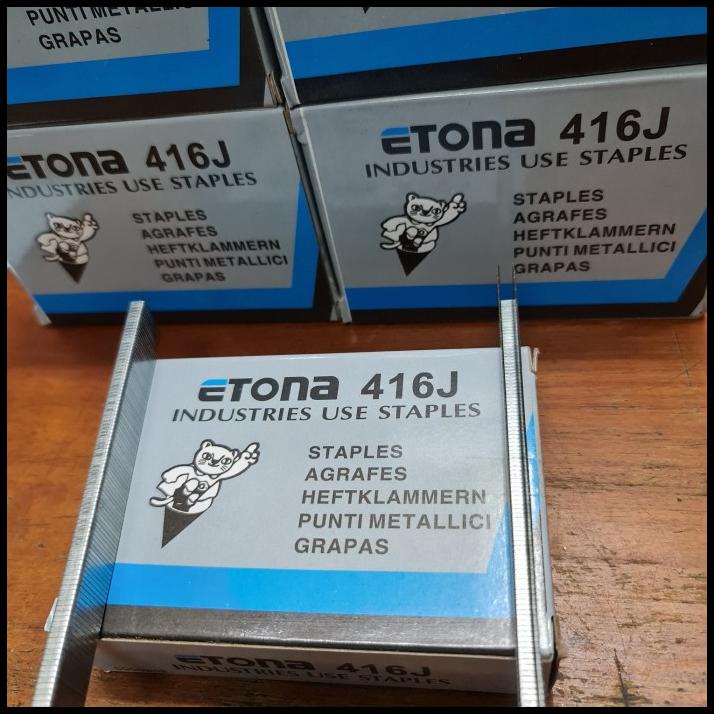 PUNTI METALLICI
GRAPAS
ETONA 416J
INDUSTRIES USE STAPLES
STAPLES
AGRAFES
HEFTKLAMMERN
PUNTI METALLICI
GRAPAS
ETONA 416J
INDUSTRIES USE STAPLES
STAPLES
AGRAFES
HEFTKLAMMERN
PUNTI METALLICI
GRAPAS
ETONA 416J
INDUSTRIES USE STAPLES
STAPLES
AGRAFES
HEFTKLAMMERN
PUNTI METALLICI
GRAPAS
ETONA 416J
INDUSTRIES USE STAPLES